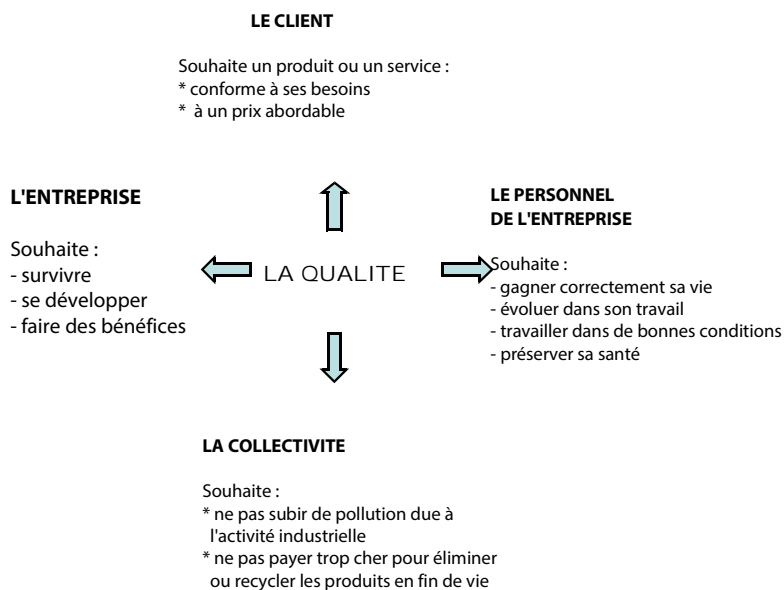 LE CLIENT
Souhaite un produit ou un service :
* conforme à ses besoins
* à un prix abordable
L'ENTREPRISE
Souhaite :
- survivre
- se développer
- faire des bénéfices
LA QUALITE
LE PERSONNEL
DE L'ENTREPRISE
Souhaite :
- gagner correctement sa vie
- évoluer dans son travail
- travailler dans de bonnes conditions
- préserver sa santé
LA COLLECTIVITE
Souhaite :
* ne pas subir de pollution due à
l'activité industrielle
* ne pas payer trop cher pour éliminer
ou recycler les produits en fin de vie